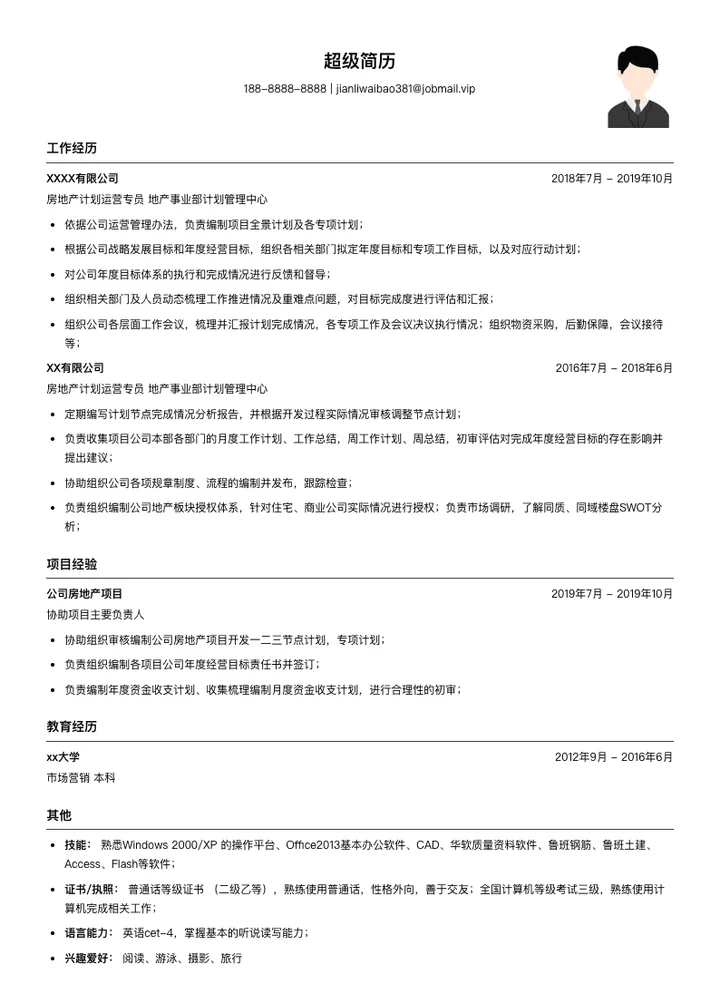 超级简历
188-8888-8888 | jianliwaibao381@jobmail.vip
工作经历
XXXX有限公司 2018年7月 – 2019年10月
房地产计划运营专员 地产事业部计划管理中心
• 依据公司运营管理办法，负责编制项目全景计划及各专项计划；
• 根据公司战略发展目标和年度经营目标，组织各相关部门拟定年度目标和专项工作目标，以及对应行动计划；
• 对公司年度目标体系的执行和完成情况进行反馈和督导；
• 组织相关部门及人员动态梳理工作推进情况及重难点问题，对目标完成度进行评估和汇报；
• 组织公司各层面工作会议，梳理并汇报计划完成情况，各专项工作及会议决议执行情况；组织物资采购，后勤保障，会议接待
等；
XX有限公司 2016年7月 – 2018年6月
房地产计划运营专员 地产事业部计划管理中心
• 定期编写计划节点完成情况分析报告，并根据开发过程实际情况审核调整节点计划；
• 负责收集项目公司本部各部门的月度工作计划、工作总结，周工作计划、周总结，初审评估对完成年度经营目标的存在影响并
提出建议；
• 协助组织公司各项规章制度、流程的编制并发布，跟踪检查；
• 负责组织编制公司地产板块授权体系，针对住宅、商业公司实际情况进行授权；负责市场调研，了解同质、同域楼盘SWOT分
析；
项目经验
公司房地产项目 2019年7月 – 2019年10月
协助项目主要负责人
• 协助组织审核编制公司房地产项目开发一二三节点计划，专项计划；
• 负责组织编制各项目公司年度经营目标责任书并签订；
• 负责编制年度资金收支计划、收集梳理编制月度资金收支计划，进行合理性的初审；
教育经历
xx大学 2012年9月 – 2016年6月
市场营销 本科
其他
• 技能： 熟悉Windows 2000/XP 的操作平台、Office2013基本办公软件、CAD、华软质量资料软件、鲁班钢筋、鲁班土建、
Access、Flash等软件；
• 证书/执照： 普通话等级证书 （二级乙等），熟练使用普通话，性格外向，善于交友；全国计算机等级考试三级，熟练使用计
算机完成相关工作；
• 语言能力： 英语cet-4，掌握基本的听说读写能力；
• 兴趣爱好： 阅读、游泳、摄影、旅行